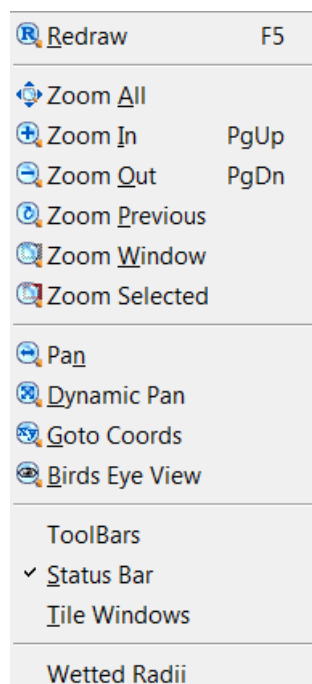 Redraw F5
Zoom All
Zoom In PgUp
Zoom Out PgDn
Zoom Previous
Zoom Window
Zoom Selected
Pan
Dynamic Pan
Goto Coords
Birds Eye View
ToolBars
Status Bar
Tile Windows
Wetted Radii